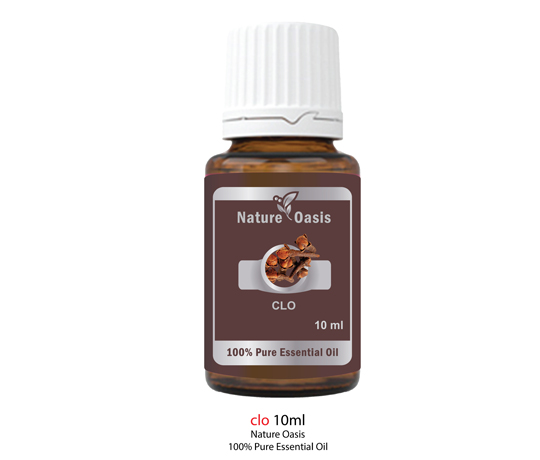 Nature Oasis
CLO
10 ml
100% Pure Essential Oil
clo 10ml
Nature Oasis
100% Pure Essential Oil